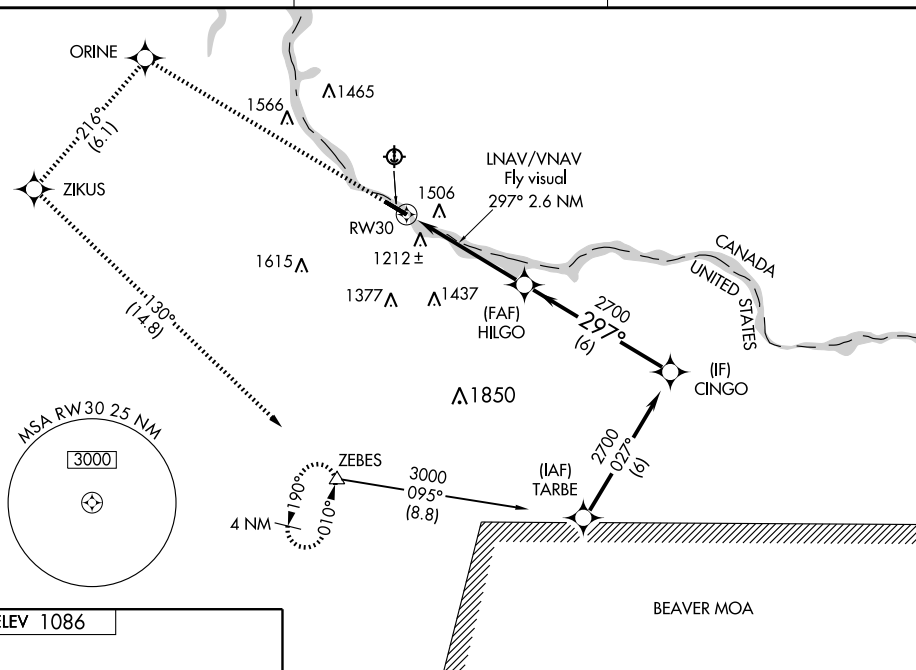 ORINE
1465
1566
216°
(6.1)
LNAV/VNAV
Fly visual
297° 2.6 NM
ZIKUS
1506
RW30
1212 ±
CANADA
UNITED STATES
1615
1377
1437
130°
(14.8)
(FAF)
HILGO
2700
297°
(6)
(IF)
CINGO
1850
MSA RW30 25 NM
3000
2700
027°
(6)
ZEBES
3000
095°
(8.8)
(IAF)
TARBE
190°
010°
4 NM
BEAVER MOA
ELEV 1086